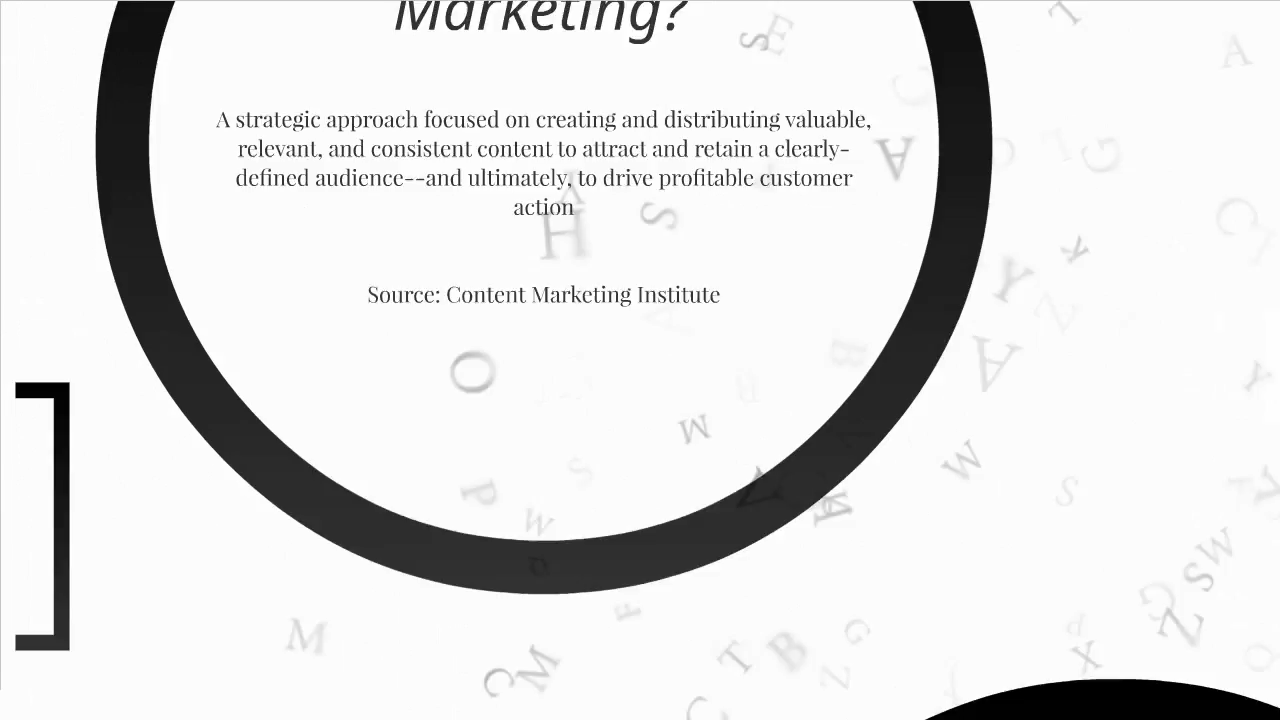 Marketing?
A strategic approach focused on creating and distributing valuable,
relevant, and consistent content to attract and retain a clearly-
defined audience--and ultimately, to drive profitable customer
action
Source: Content Marketing Institute